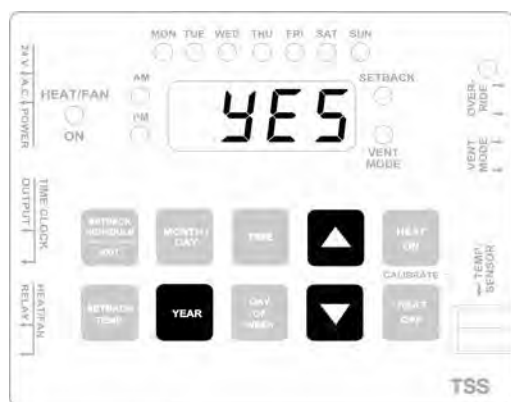 MON TUE WED THU FRI SAT SUN
24 V. A.C. POWER
HEAT/FAN
ON
AM
PM
YES
SETBACK
VENT
MODE
OVER-
RIDE
VENT
MODE
TIME CLOCK
OUTPUT
SETBACK
SCHEDULE
MONTH /
DAY
TIME
HEAT
ON
CALIBRATE
HEAT/FAN
RELAY
SETBACK
TEMP
YEAR
DAY
OF
WEEK
HEAT
OFF
TEMP.
SENSOR
TSS